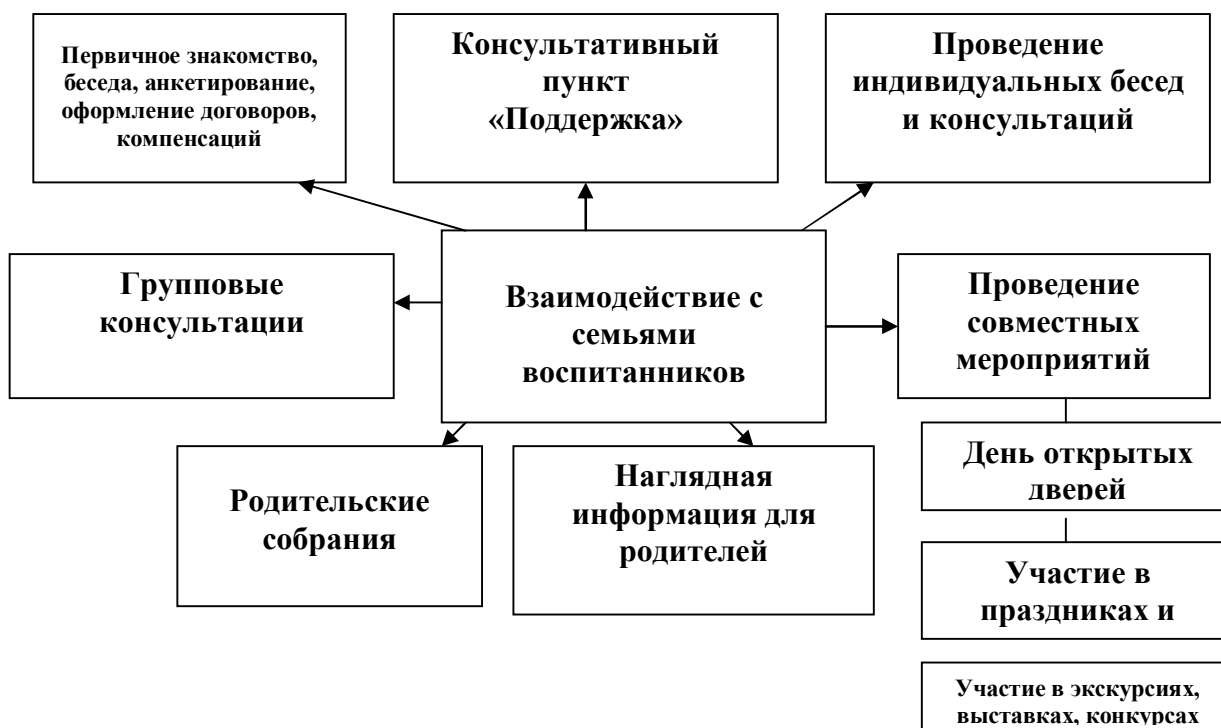 Первичное знакомство,
беседа, анкетирование,
оформление договоров,
компенсаций
Консультативный
пункт
«Поддержка»
Проведение
индивидуальных бесед
и консультаций
Групповые
консультации
Взаимодействие с
семьями
воспитанников
Проведение
совместных
мероприятий
Родительские
собрания
Наглядная
информация для
родителей
День открытых
дверей
Участие в
праздниках и
Участие в экскурсиях,
выставках, конкурсах